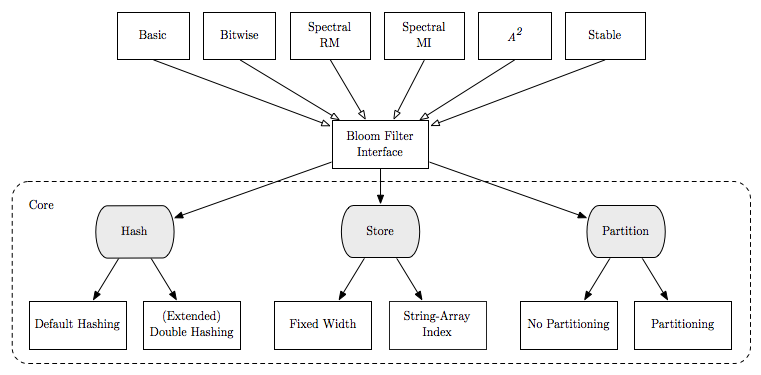 Basic
Bitwise
Spectral
RM
Spectral
MI
A²
Stable
Bloom Filter
Interface
Core
Hash
Store
Partition
Default Hashing
(Extended)
Double Hashing
Fixed Width
String-Array
Index
No Partitioning
Partitioning